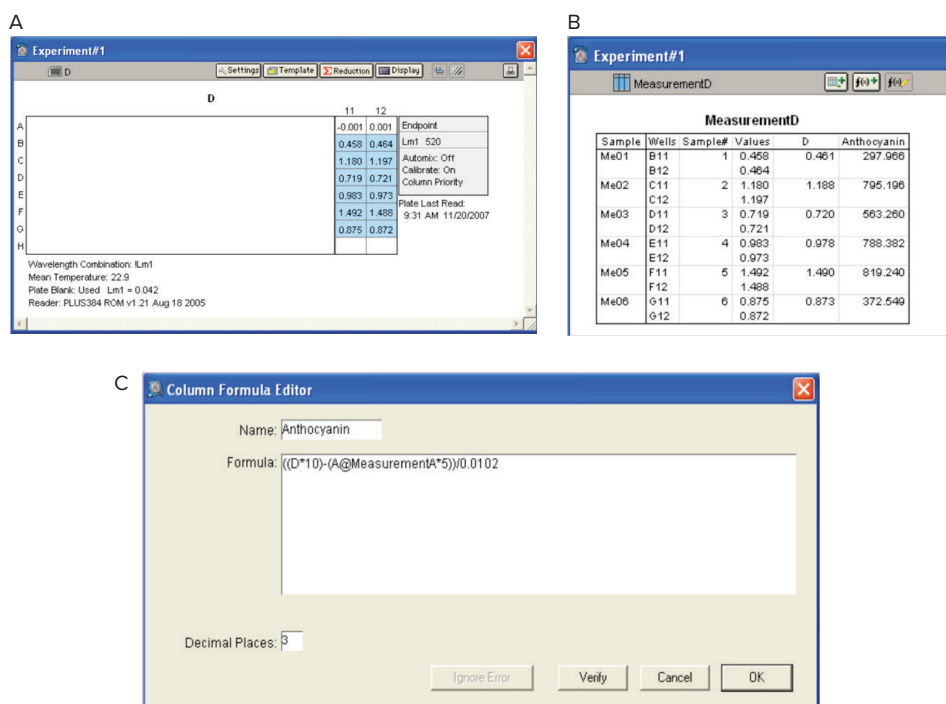 A
Experiment#1
D
Settings Template Reduction Display
D
11 12
A -0.001 0.001
B 0.458 0.464
C 1.180 1.197
D 0.719 0.721
E 0.983 0.973
F 1.492 1.488
G 0.875 0.872
H
Endpoint
Lm1 520
Automix: Off
Calibrate: On
Column Priority
Plate Last Read:
9:31 AM 11/20/2007
Wavelength Combination: !Lm1
Mean Temperature: 22.9
Plate Blank: Used Lm1 = 0.042
Reader: PLUS384 ROM v1.21 Aug 18 2005
B
Experiment#1
MeasurementD
MeasurementD
Sample Wells Sample# Values D Anthocyanin
Me01 B11 1 0.458 0.461 297.966
B12 0.464
Me02 C11 2 1.180 1.188 795.196
C12 1.197
Me03 D11 3 0.719 0.720 563.260
D12 0.721
Me04 E11 4 0.983 0.978 788.382
E12 0.973
Me05 F11 5 1.492 1.490 819.240
F12 1.488
Me06 G11 6 0.875 0.873 372.549
G12 0.872
C
Column Formula Editor
Name: Anthocyanin
Formula: ((D*10)-(A@MeasurementA*5))/0.0102
Decimal Places: 3
Ignore Error Verify Cancel OK